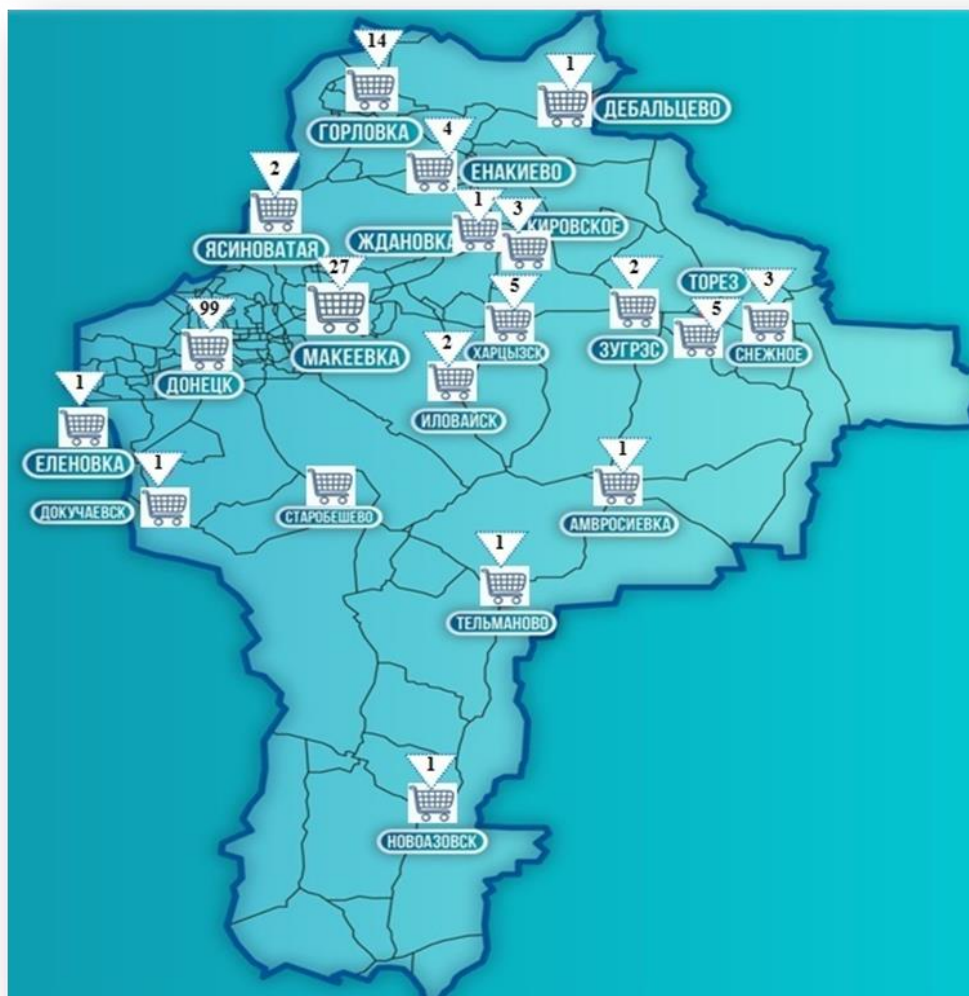 14
1
ГОРЛОВКА
ДЕБАЛЬЦЕВО
4
ЕНАКИЕВО
2
ЯСИНОВАТАЯ
1
ЖДАНОВКА
3
КИРОВСКОЕ
27
МАКЕЕВКА
99
ДОНЕЦК
5
ХАРЦЫЗСК
2
ИЛОВАЙСК
2
ЗУГРЭС
ТОРЕЗ
5
3
СНЕЖНОЕ
1
ЕЛЕНОВКА
1
ДОКУЧАЕВСК
СТАРОБЕШЕВО
1
АМВРОСИЕВКА
1
ТЕЛЬМАНОВО
1
НОВОАЗОВСК